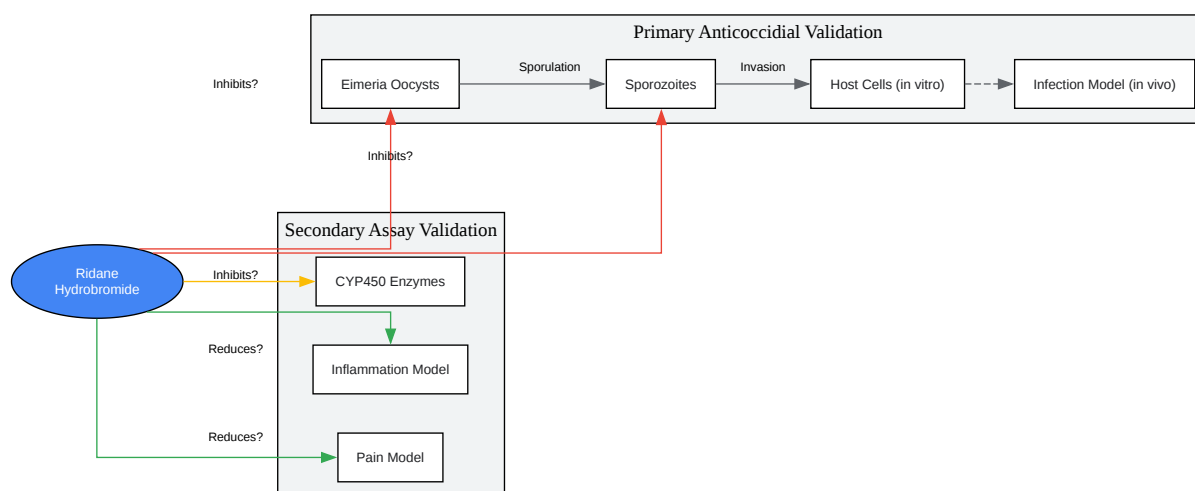 Primary Anticoccidial Validation
Inhibits?
Eimeria Oocysts
Sporulation
Sporozoites
Invasion
Host Cells (in vitro)
Infection Model (in vivo)
Inhibits?
Secondary Assay Validation
Ridane
Hydrobromide
Inhibits?
CYP450 Enzymes
Reduces?
Inflammation Model
Reduces?
Pain Model